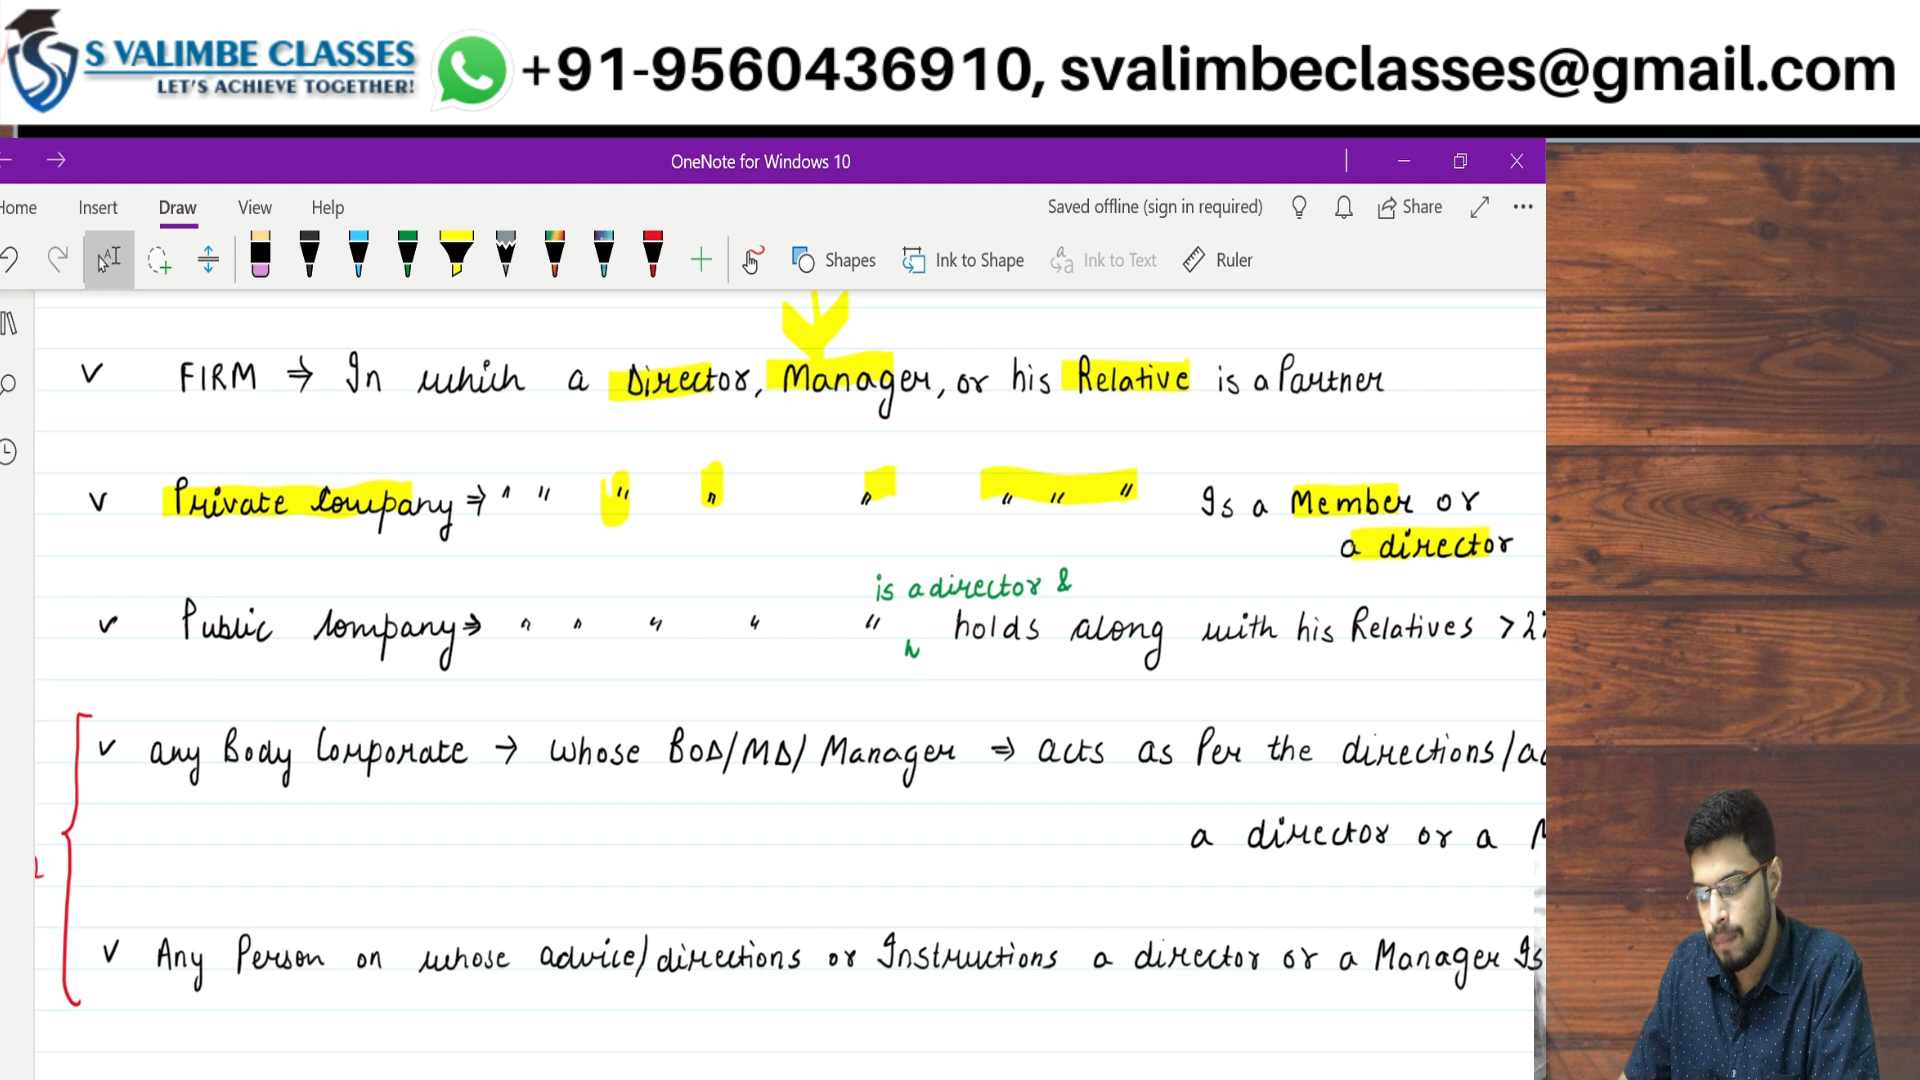 S VALIMBE CLASSES
LET'S ACHIEVE TOGETHER!
+91-9560436910, svalimbeclasses@gmail.com
OneNote for Windows 10
Home Insert Draw View Help
Saved offline (sign in required) Share
Shapes Ink to Shape Ink to Text Ruler
FIRM ⇒ In which a Director, Manager, or his Relative is a Partner
Private Company ⇒ " " " " " " " " Is a Member or
a director
is a director &
Public Company ⇒ " " " " " holds along with his Relatives > 2%
any Body Corporate → whose BOD/MD/ Manager ⇒ acts as Per the directions/
a director or a
Any Person on whose advice/directions or Instructions a director or a Manager Is